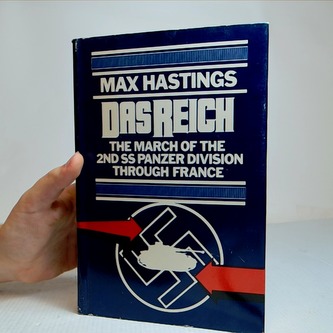 MAX HASTINGS
DAS REICH
THE MARCH OF THE
2ND SS PANZER DIVISION
THROUGH FRANCE